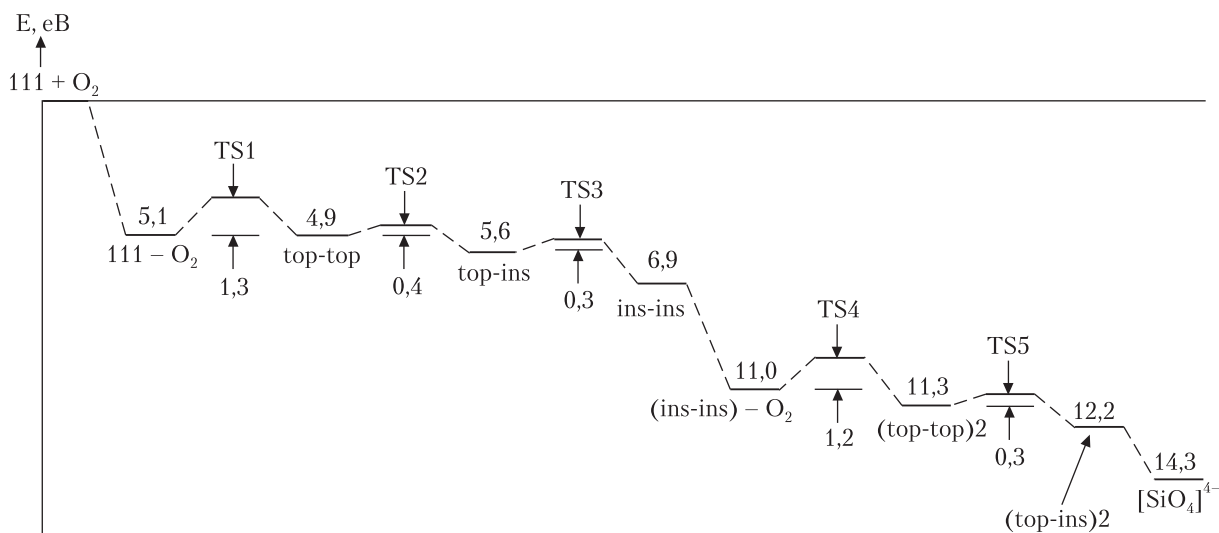 E, eB
111 + O₂
TS1
5,1
111 – O₂
1,3
4,9
top-top
TS2
0,4
5,6
top-ins
TS3
0,3
6,9
ins-ins
11,0
(ins-ins) – O₂
TS4
1,2
11,3
(top-top)2
TS5
0,3
12,2
(top-ins)2
14,3
[SiO₄]⁴⁻